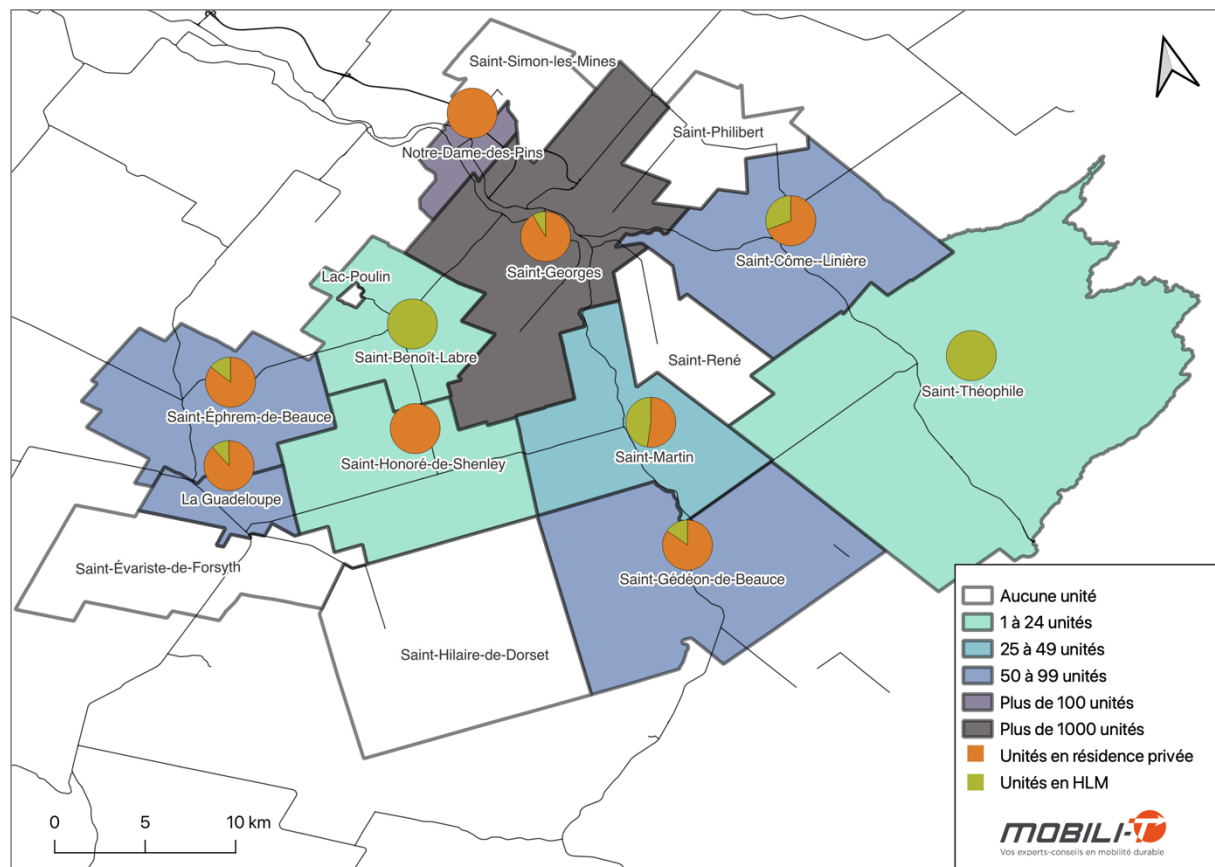 Saint-Simon-les-Mines
Saint-Philibert
Notre-Dame-des-Pins
Saint-Georges
Saint-Côme--Linière
Lac-Poulin
Saint-Benoît-Labre
Saint-René
Saint-Théophile
Saint-Éphrem-de-Beauce
Saint-Honoré-de-Shenley
Saint-Martin
La Guadeloupe
Saint-Évariste-de-Forsyth
Saint-Gédéon-de-Beauce
Saint-Hilaire-de-Dorset
Aucune unité
1 à 24 unités
25 à 49 unités
50 à 99 unités
Plus de 100 unités
Plus de 1000 unités
Unités en résidence privée
Unités en HLM
0 5 10 km
MOBILI-T
Vos experts-conseils en mobilité durable